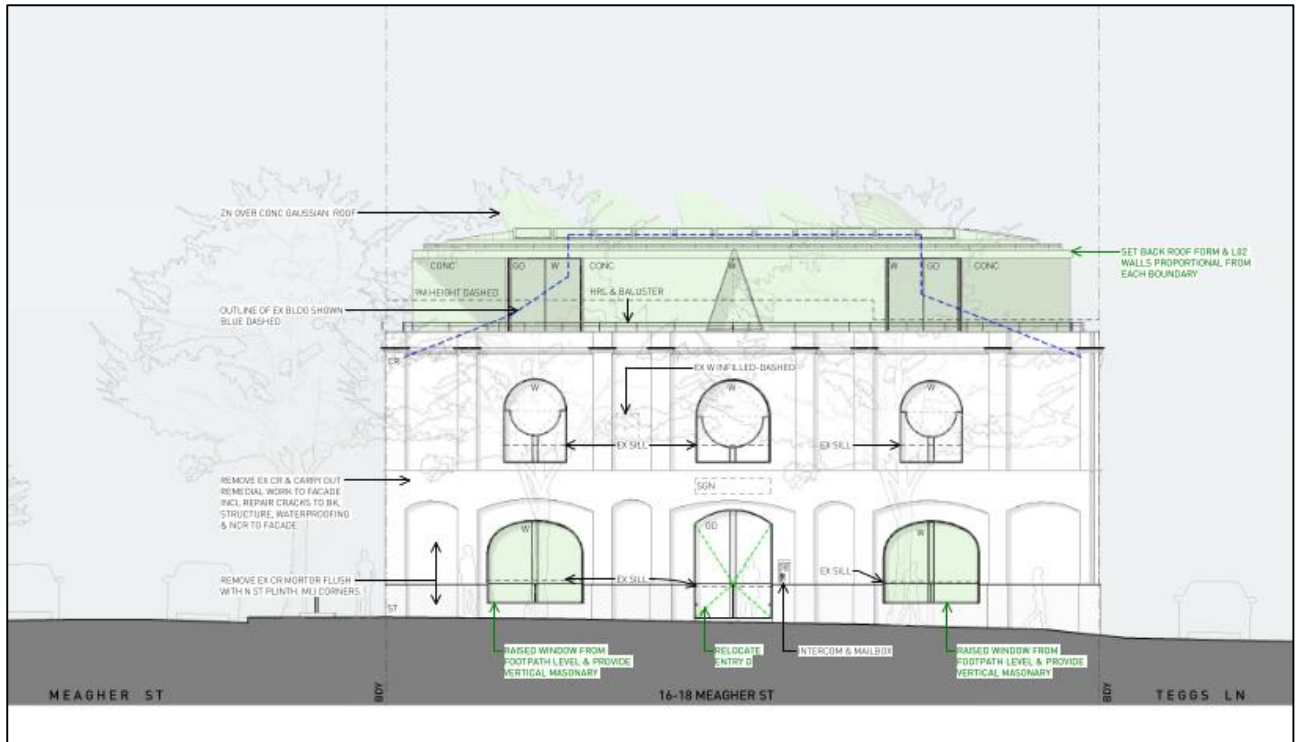 ZN OVER CONC GAUSSIAN ROOF
CONC
GD
W
CONC
W
W
GD
CONC
SET BACK ROOF FORM & L02
WALLS PROPORTIONAL FROM
EACH BOUNDARY
9M HEIGHT DASHED
HRL & BALUSTER
OUTLINE OF EX BLDG SHOWN
BLUE DASHED
CR
EX W INFILLED-DASHED
W
W
W
EX SILL
EX SILL
REMOVE EX CR & CARRY OUT
REMEDIAL WORK TO FACADE
INCL REPAIR CRACKS TO BK,
STRUCTURE, WATERPROOFING
& NCR TO FACADE
SGN
W
GD
W
REMOVE EX CR MORTOR FLUSH
WITH N ST PLINTH. MLI CORNERS.
EX SILL
EX SILL
ST
RAISED WINDOW FROM
FOOTPATH LEVEL & PROVIDE
VERTICAL MASONARY
RELOCATE
ENTRY D
INTERCOM & MAILBOX
RAISED WINDOW FROM
FOOTPATH LEVEL & PROVIDE
VERTICAL MASONARY
MEAGHER ST
BDY
16-18 MEAGHER ST
BDY
TEGGS LN